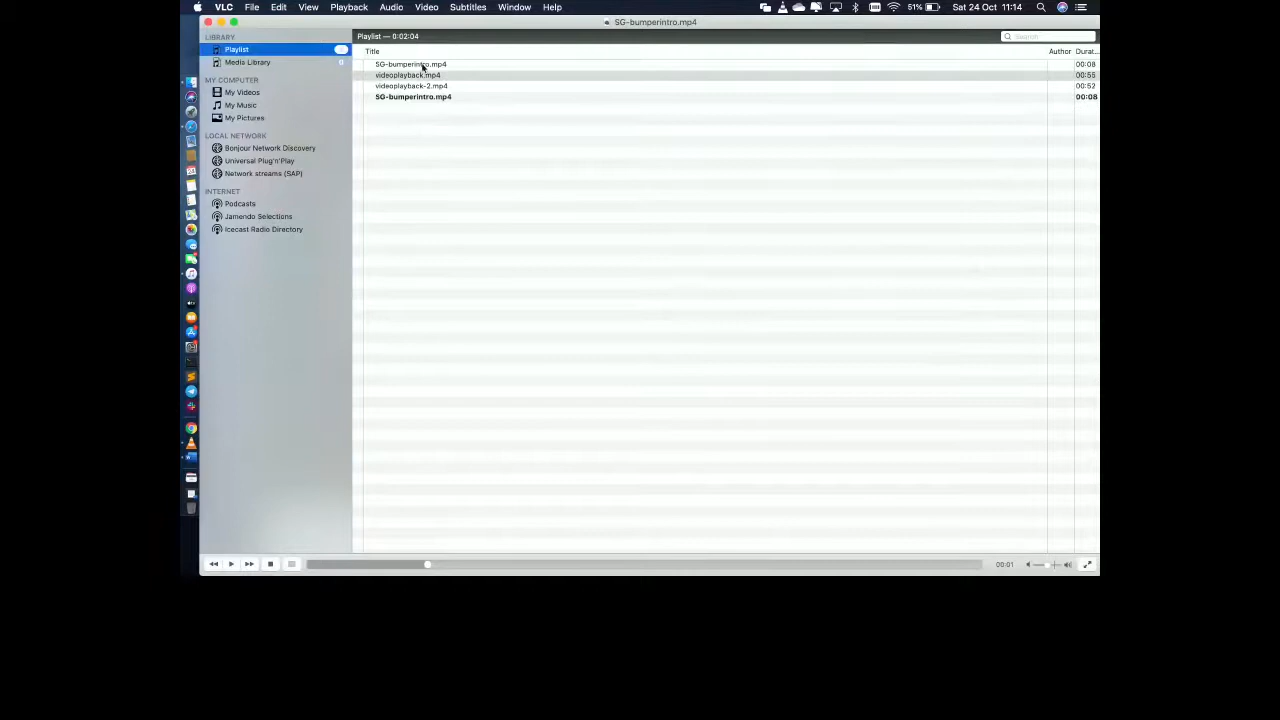 VLC File Edit View Playback Audio Video Subtitles Window Help 51% Sat 24 Oct 11:14
SG-bumperintro.mp4
LIBRARY
Playlist
Media Library
MY COMPUTER
My Videos
My Music
My Pictures
LOCAL NETWORK
Bonjour Network Discovery
Universal Plug'n'Play
Network streams (SAP)
INTERNET
Podcasts
Jamendo Selections
Icecast Radio Directory
Playlist — 0:02:04 Search
Title Author Durat...
SG-bumperintro.mp4 00:08
videoplayback.mp4 00:55
videoplayback-2.mp4 00:52
SG-bumperintro.mp4 00:08
00:01